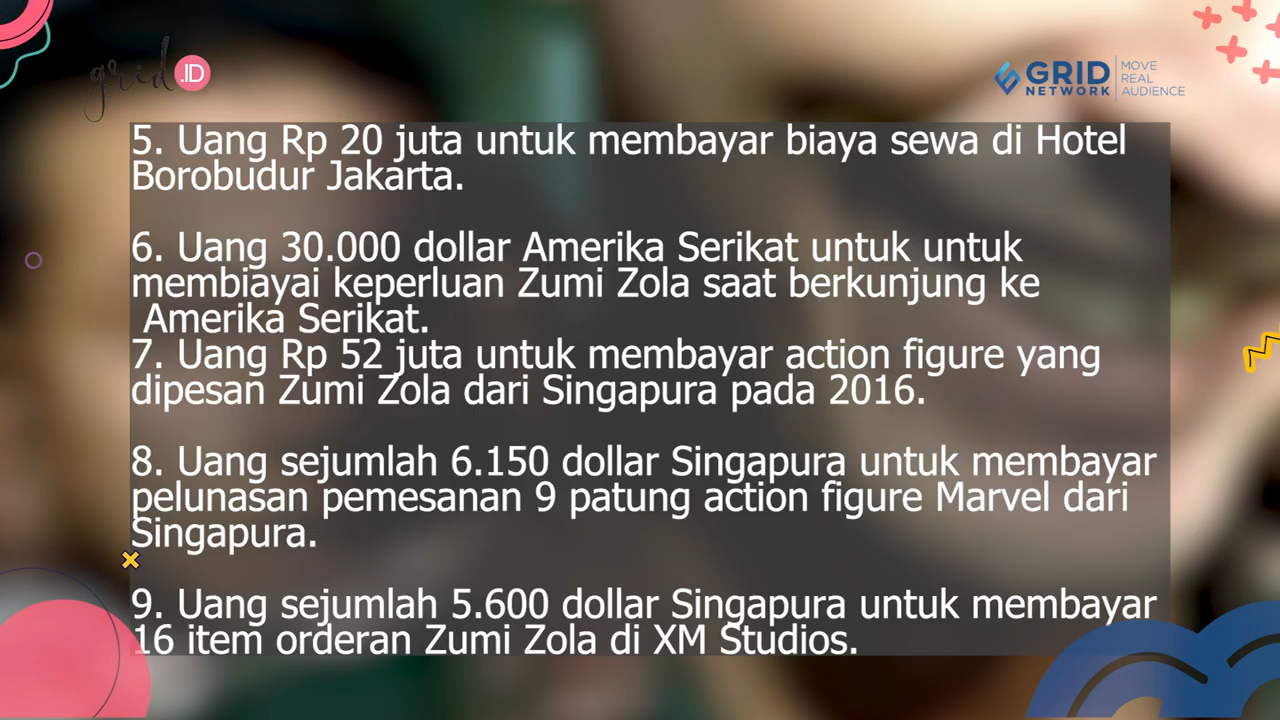 grid.ID
GRID
NETWORK
MOVE
REAL
AUDIENCE
5. Uang Rp 20 juta untuk membayar biaya sewa di Hotel
Borobudur Jakarta.
6. Uang 30.000 dollar Amerika Serikat untuk untuk
membiayai keperluan Zumi Zola saat berkunjung ke
Amerika Serikat.
7. Uang Rp 52 juta untuk membayar action figure yang
dipesan Zumi Zola dari Singapura pada 2016.
8. Uang sejumlah 6.150 dollar Singapura untuk membayar
pelunasan pemesanan 9 patung action figure Marvel dari
Singapura.
9. Uang sejumlah 5.600 dollar Singapura untuk membayar
16 item orderan Zumi Zola di XM Studios.